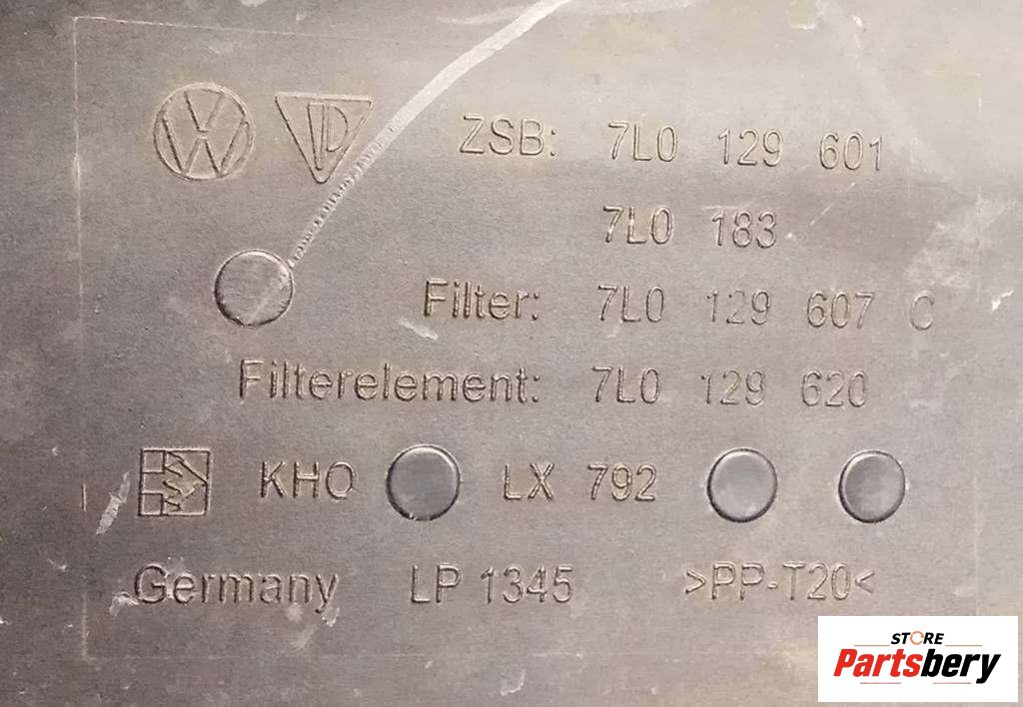 VW ZSB: 7L0 129 601
7L0 183
Filter: 7L0 129 607 C
Filterelement: 7L0 129 620
KHO LX 792
Germany LP 1345 >PP-T20<
STORE
Partsbery